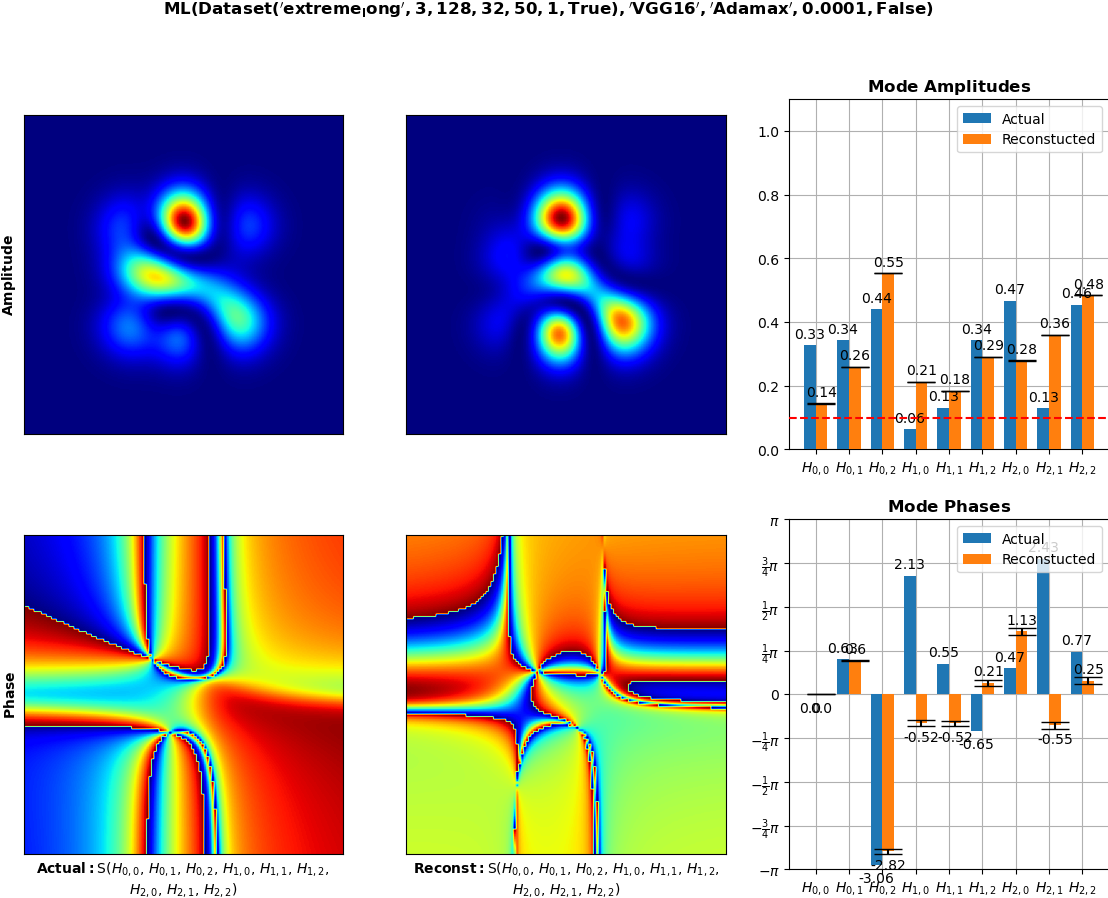 ML(Dataset('extreme_long', 3, 128, 32, 50, 1, True), 'VGG16', 'Adamax', 0.0001, False)
Mode Amplitudes
Actual
Reconstucted
1.0
0.8
0.6
0.4
0.2
0.0
0.33
0.14
0.34
0.26
0.44
0.55
0.06
0.21
0.13
0.18
0.34
0.29
0.47
0.28
0.13
0.36
0.46
0.48
H0,0 H0,1 H0,2 H1,0 H1,1 H1,2 H2,0 H2,1 H2,2
Amplitude
Mode Phases
Actual
Reconstucted
π
3/4π
1/2π
1/4π
0
−1/4π
−1/2π
−3/4π
−π
0.0
0.0
0.63
0.6
-3.06
-2.82
2.13
-0.52
0.55
-0.52
-0.65
0.21
0.47
1.13
2.43
-0.55
0.77
0.25
H0,0 H0,1 H0,2 H1,0 H1,1 H1,2 H2,0 H2,1 H2,2
Phase
Actual: S(H0,0, H0,1, H0,2, H1,0, H1,1, H1,2,
H2,0, H2,1, H2,2)
Reconst: S(H0,0, H0,1, H0,2, H1,0, H1,1, H1,2,
H2,0, H2,1, H2,2)